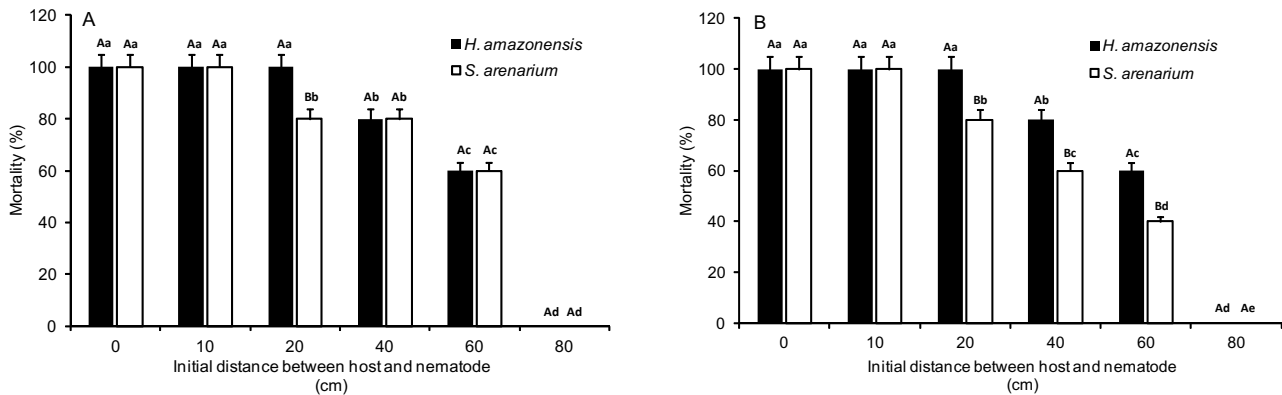 A
H. amazonensis
S. arenarium
Mortality (%)
120
100
80
60
40
20
0
Aa Aa
Aa Aa
Aa
Bb
Ab Ab
Ac Ac
Ad Ad
0 10 20 40 60 80
Initial distance between host and nematode
(cm)
B
H. amazonensis
S. arenarium
Mortality (%)
120
100
80
60
40
20
0
Aa Aa
Aa Aa
Aa
Bb
Ab
Bc
Ac
Bd
Ad Ae
0 10 20 40 60 80
Initial distance between host and nematode
(cm)